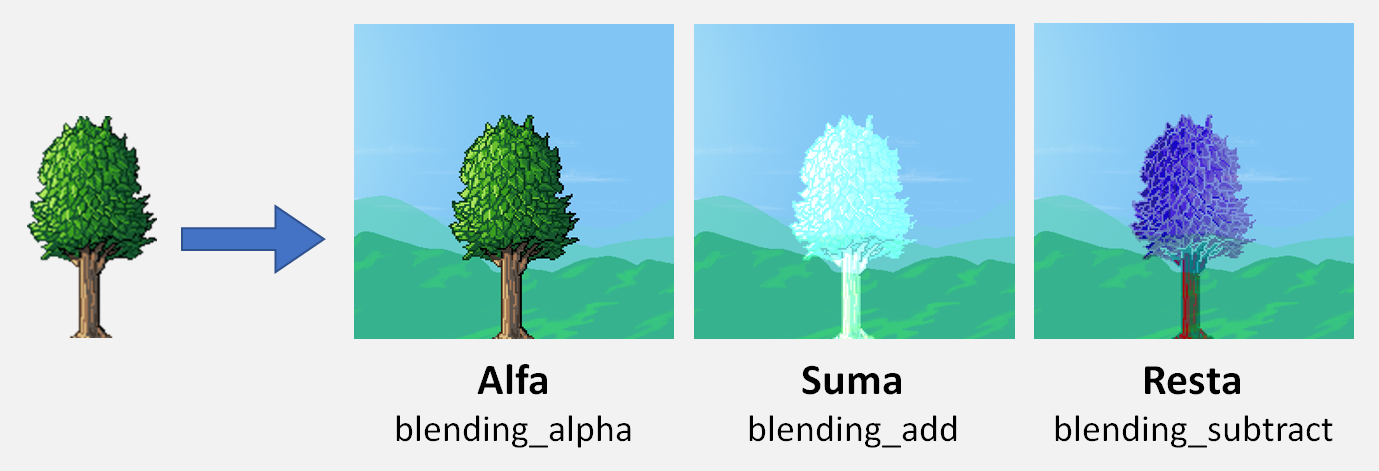 Alfa
blending_alpha
Suma
blending_add
Resta
blending_subtract